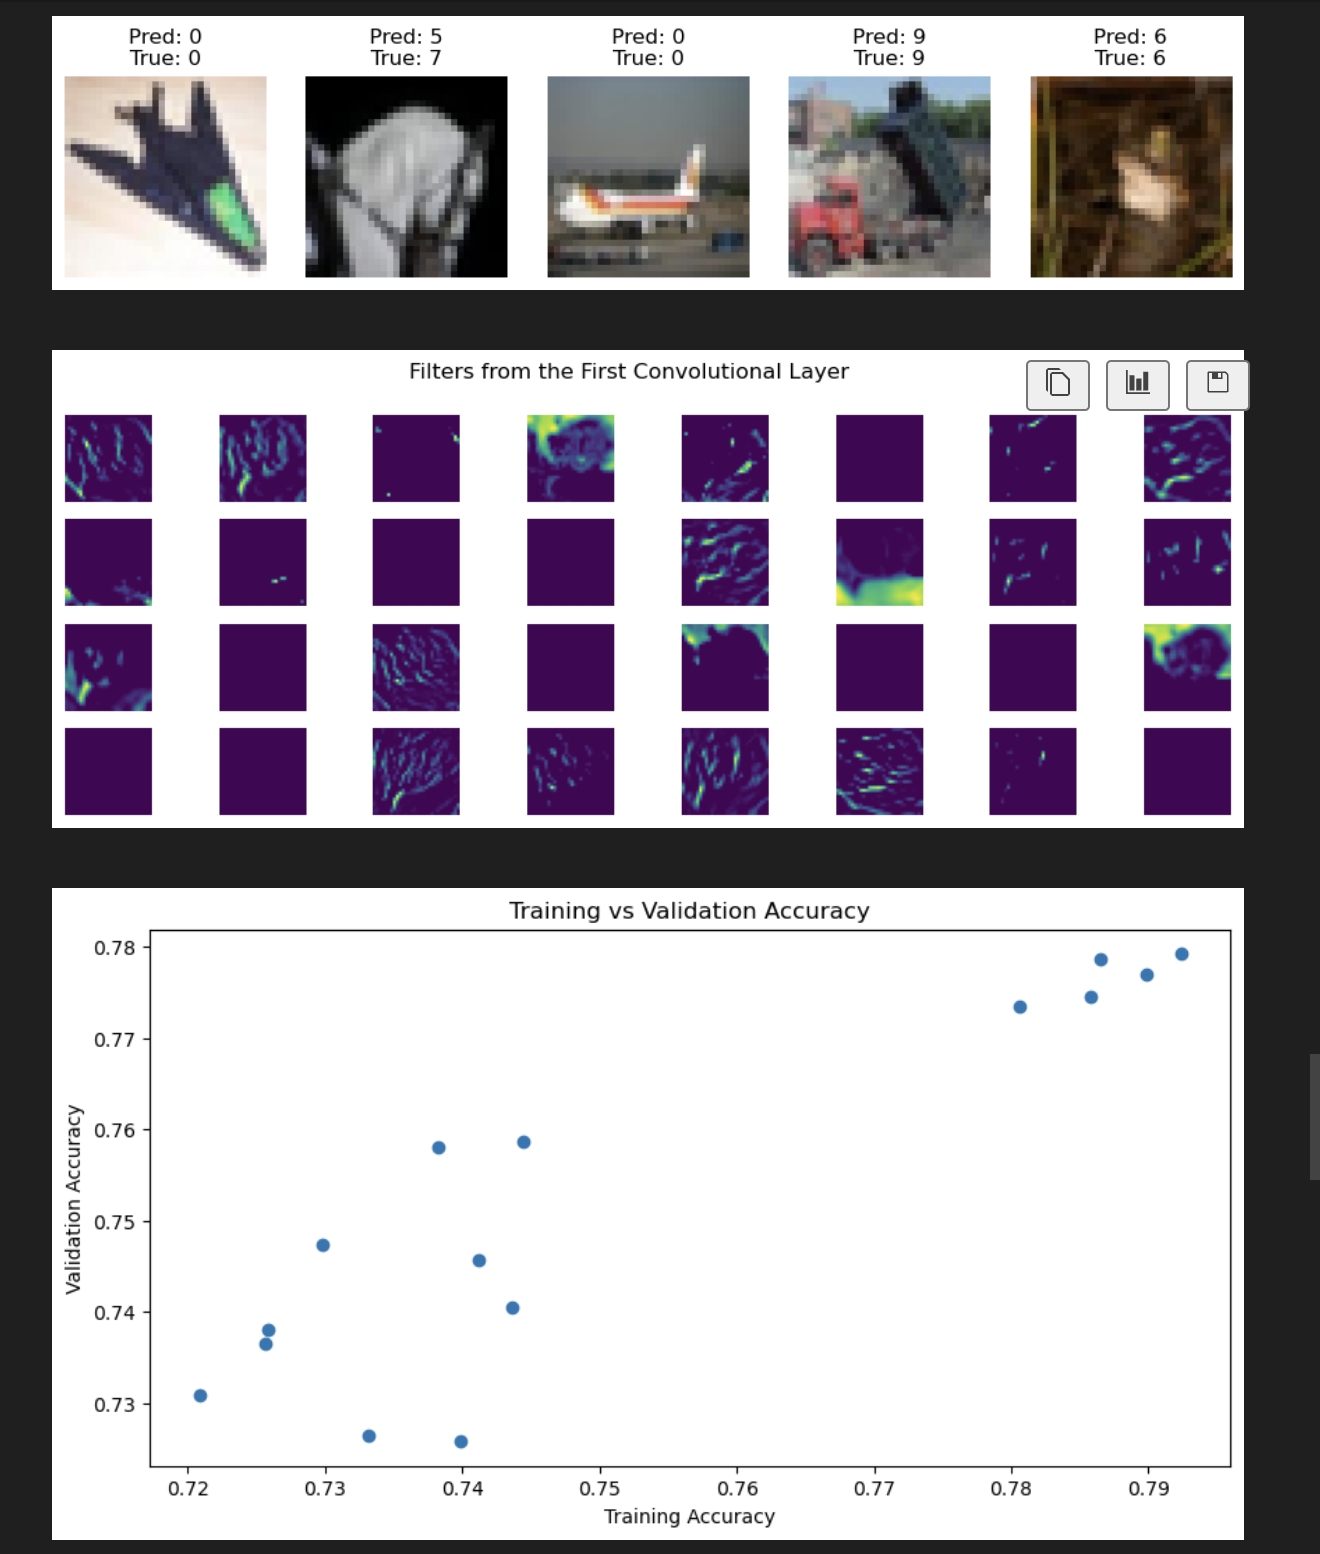 Pred: 0
True: 0
Pred: 5
True: 7
Pred: 0
True: 0
Pred: 9
True: 9
Pred: 6
True: 6
Filters from the First Convolutional Layer
Training vs Validation Accuracy
0.78
0.77
0.76
0.75
0.74
0.73
Validation Accuracy
0.72 0.73 0.74 0.75 0.76 0.77 0.78 0.79
Training Accuracy